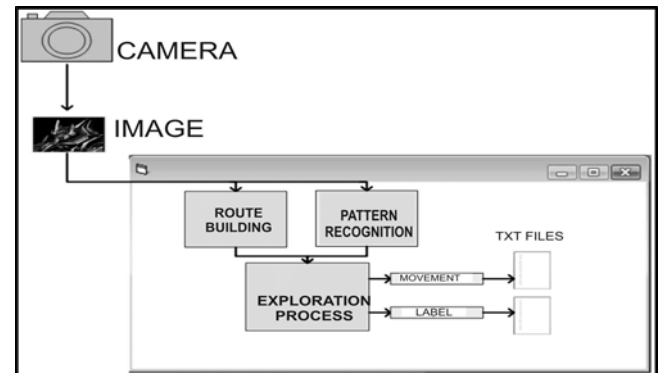 CAMERA
IMAGE
ROUTE
BUILDING
PATTERN
RECOGNITION
TXT FILES
EXPLORATION
PROCESS
MOVEMENT
LABEL